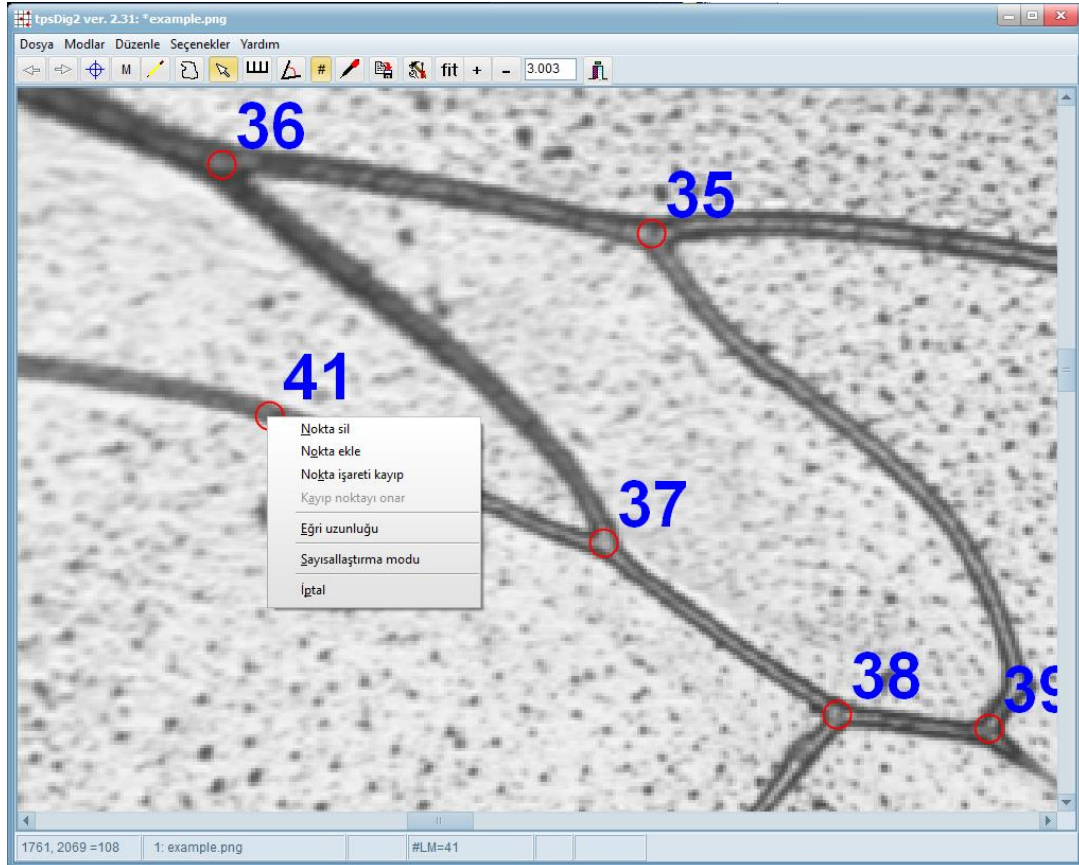 tpsDig2 ver. 2.31: *example.png
Dosya Modlar Düzenle Seçenekler Yardım
M # fit + - 3.003
36
35
41
Nokta sil
Nokta ekle
Nokta işareti kayıp
Kayıp noktayı onar
Eğri uzunluğu
Sayısallaştırma modu
İptal
37
38
39
1761, 2069 =108 1: example.png #LM=41